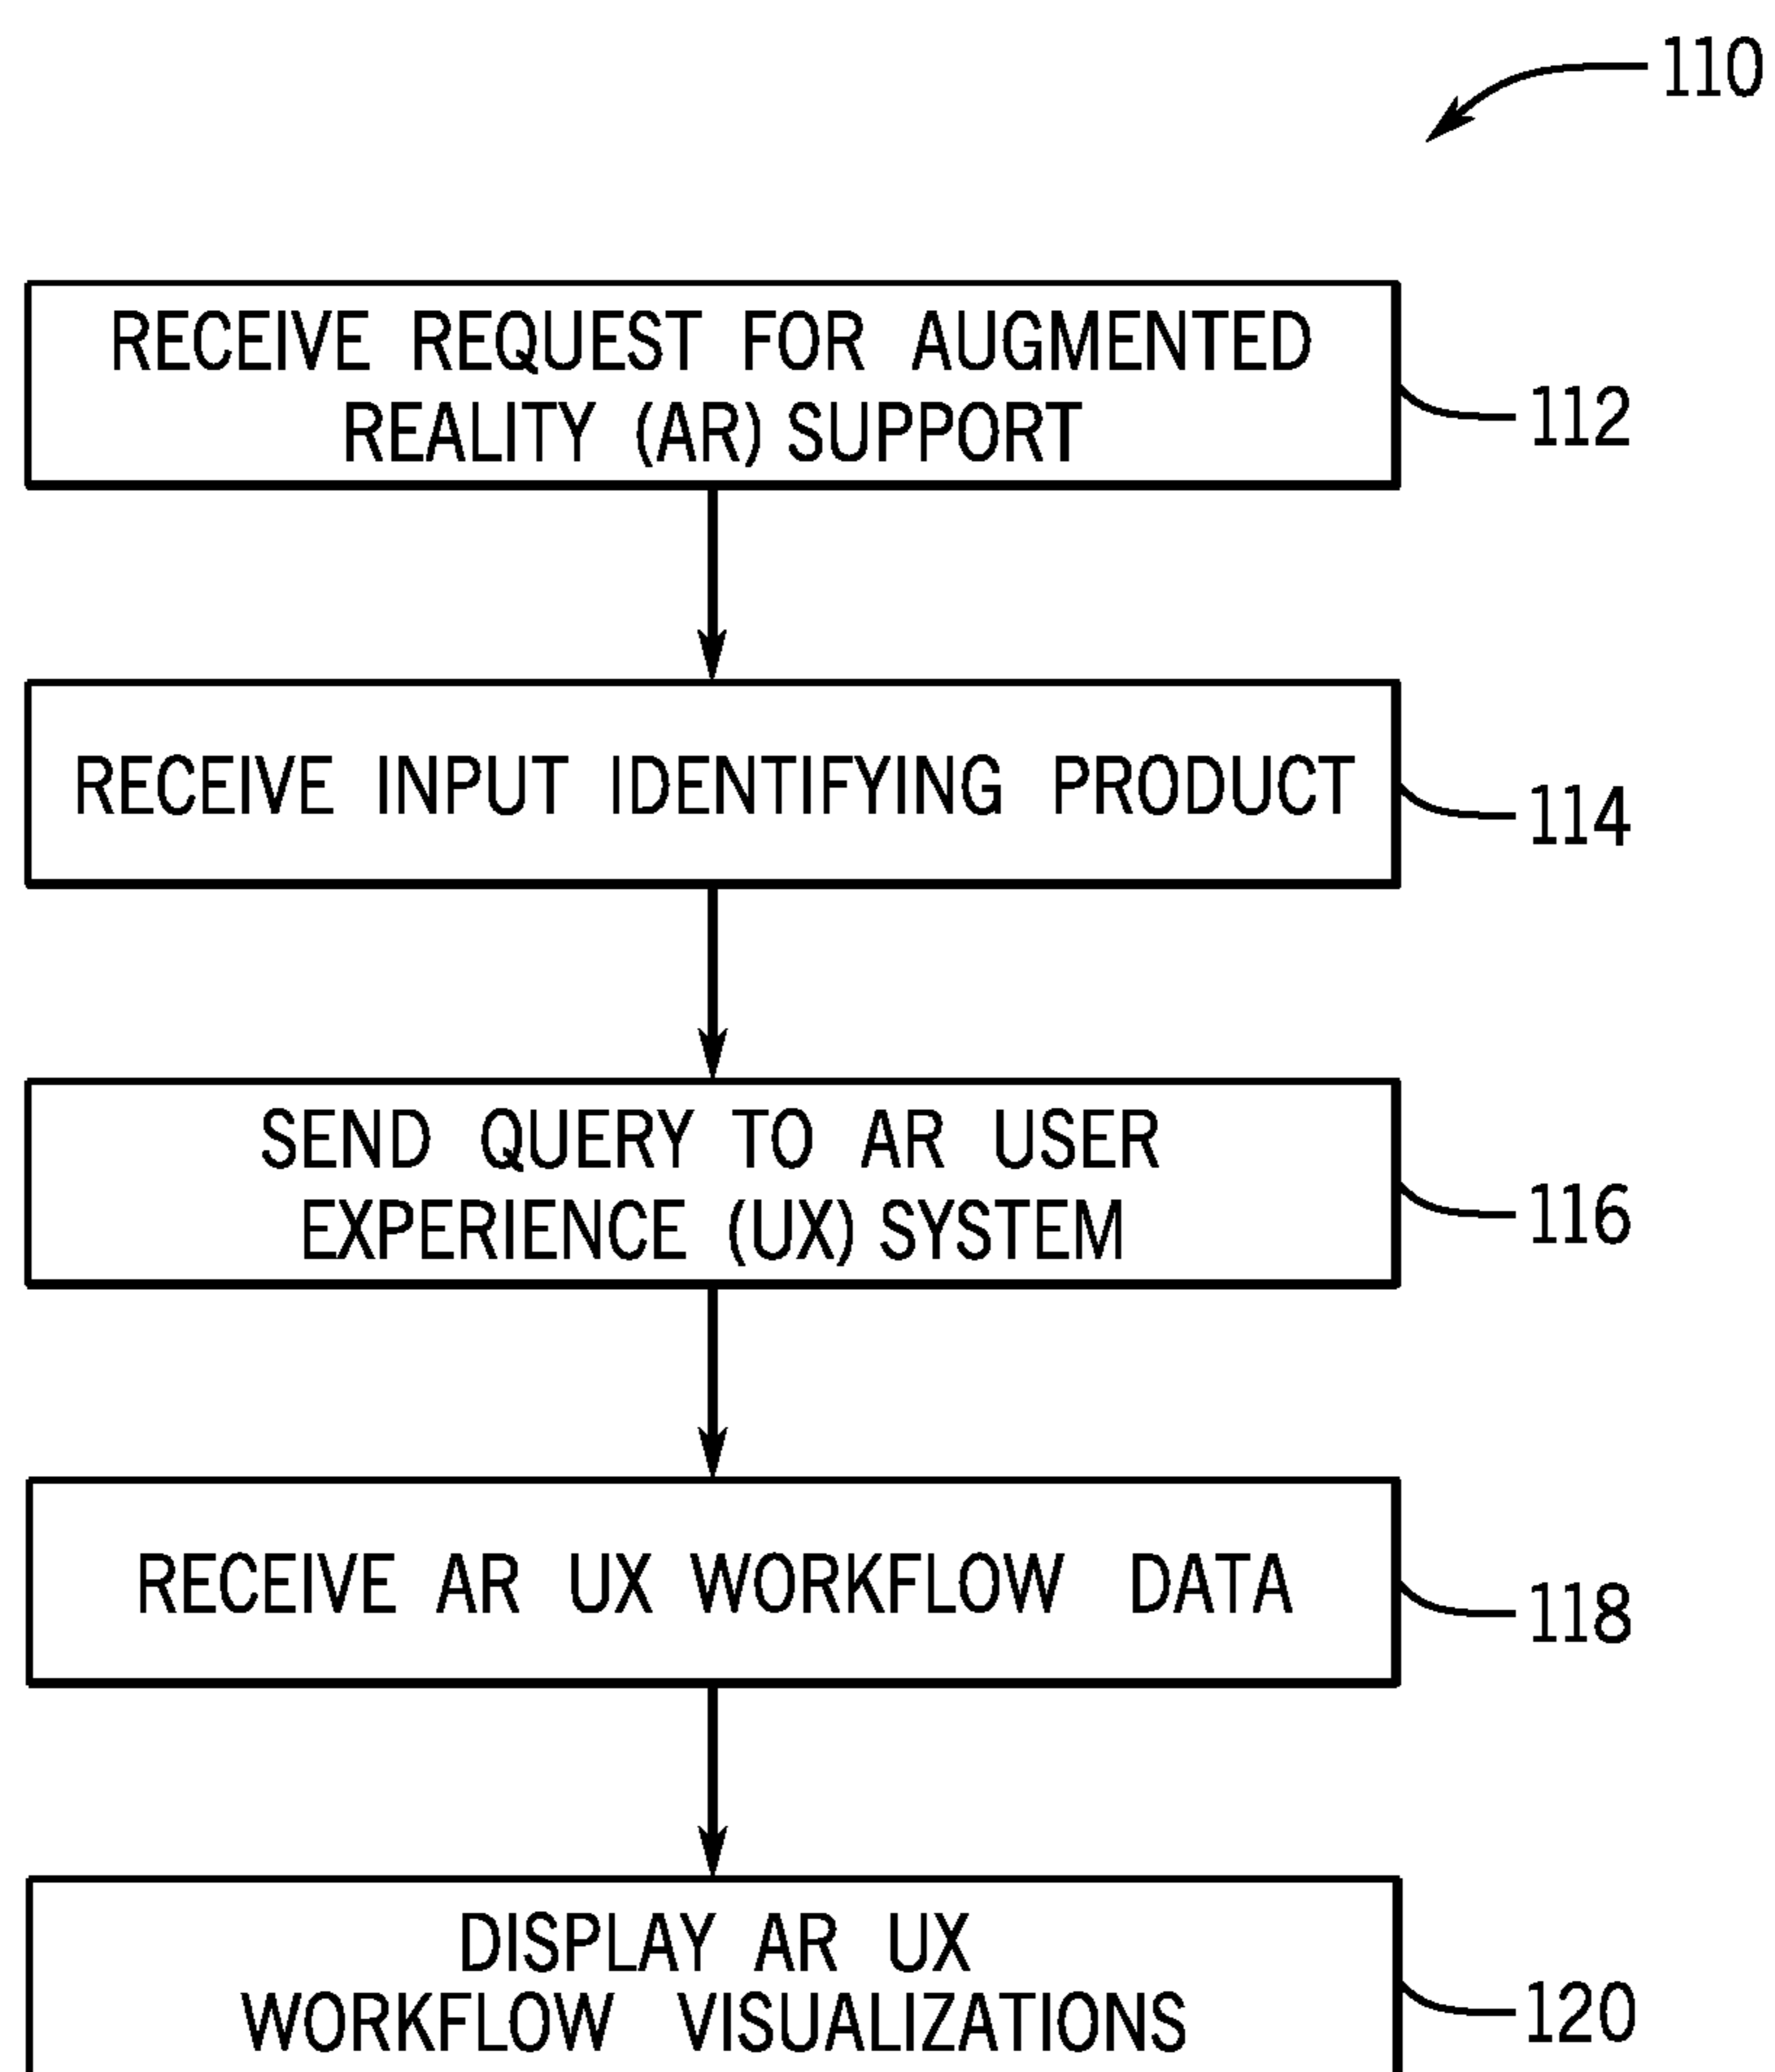 110
RECEIVE REQUEST FOR AUGMENTED
REALITY (AR) SUPPORT
112
RECEIVE INPUT IDENTIFYING PRODUCT
114
SEND QUERY TO AR USER
EXPERIENCE (UX) SYSTEM
116
RECEIVE AR UX WORKFLOW DATA
118
DISPLAY AR UX
WORKFLOW VISUALIZATIONS
120